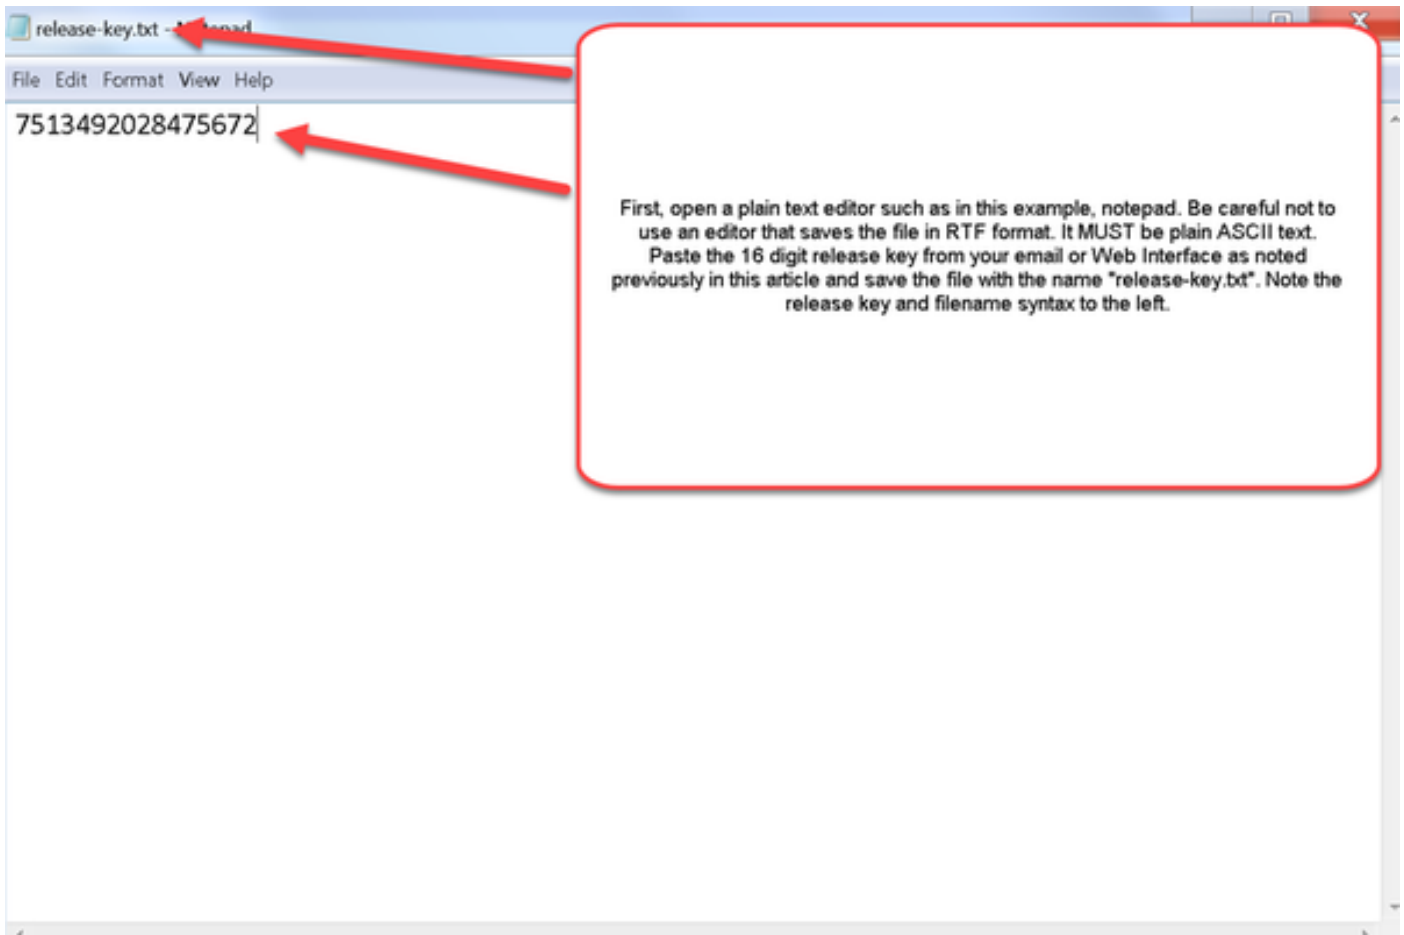 release-key.txt - Notepad
File Edit Format View Help
7513492028475672
First, open a plain text editor such as in this example, notepad. Be careful not to
use an editor that saves the file in RTF format. It MUST be plain ASCII text.
Paste the 16 digit release key from your email or Web Interface as noted
previously in this article and save the file with the name "release-key.txt". Note the
release key and filename syntax to the left.